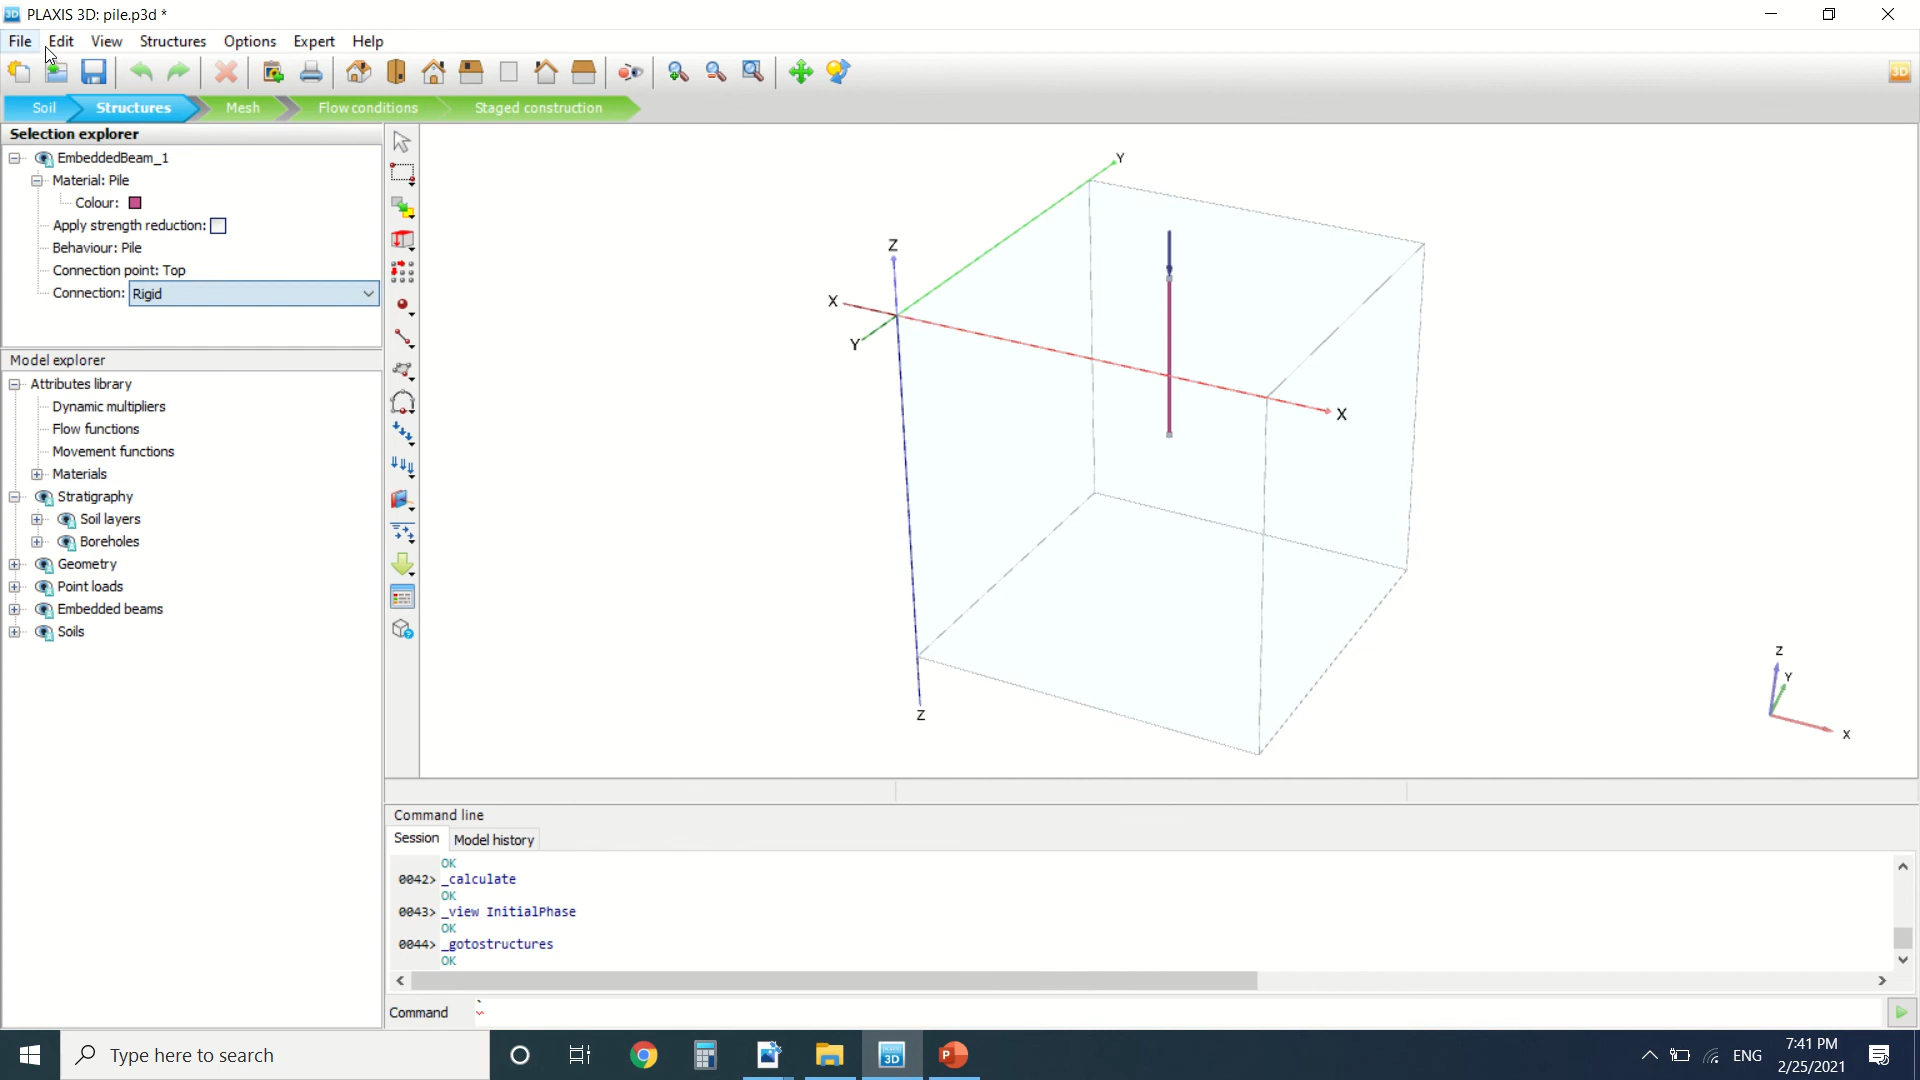 PLAXIS 3D: pile.p3d *
File Edit View Structures Options Expert Help
3D
Soil Structures Mesh Flow conditions Staged construction
Selection explorer
EmbeddedBeam_1
Material: Pile
Colour:
Apply strength reduction:
Behaviour: Pile
Connection point: Top
Connection: Rigid
Model explorer
Attributes library
Dynamic multipliers
Flow functions
Movement functions
Materials
Stratigraphy
Soil layers
Boreholes
Geometry
Point loads
Embedded beams
Soils
Y
Z
X
Y
X
Z
Z
Y
X
Command line
Session Model history
OK
0042> _calculate
OK
0043> _view InitialPhase
OK
0044> _gotostructures
OK
Command `
Type here to search
3D
P
ENG
7:41 PM
2/25/2021